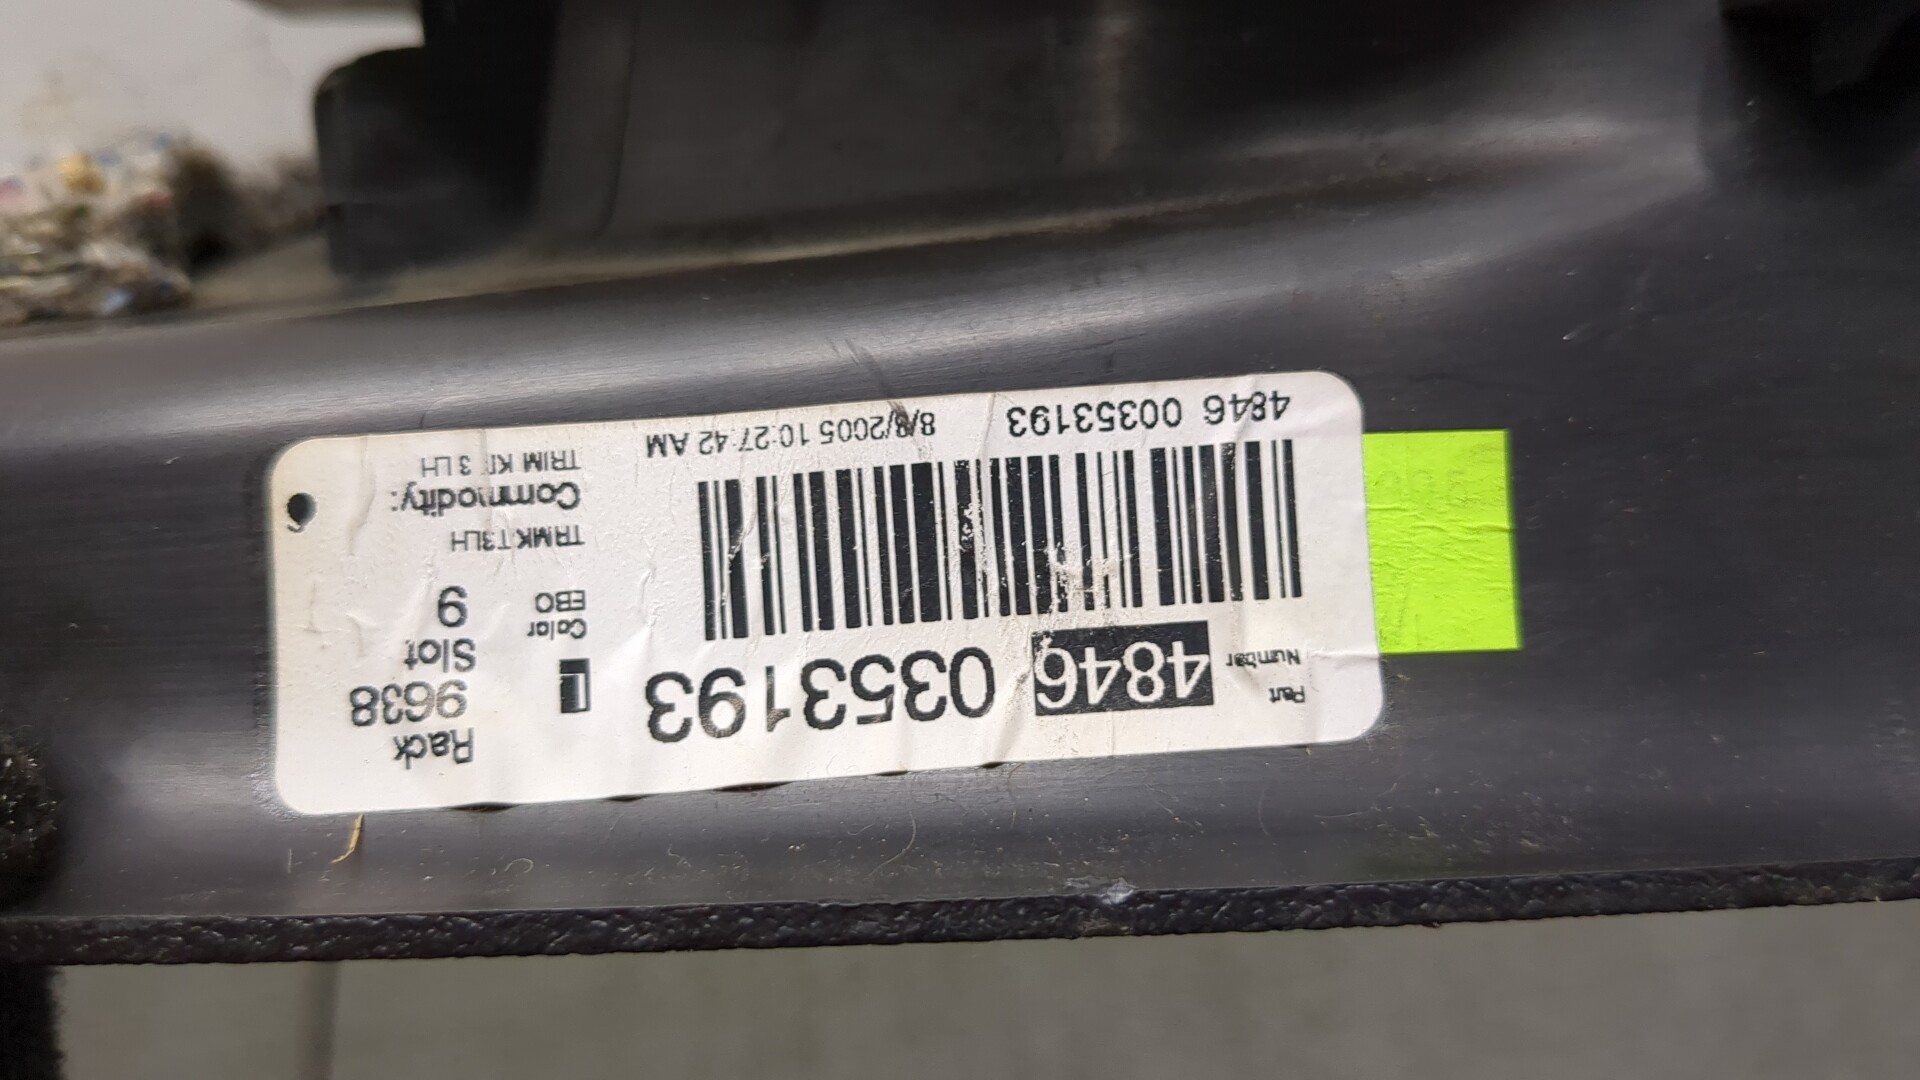 Part
Number
4846 0353193
Rack
9638
Slot
9
Color
EBO
TRMKT3LH
Commodity:
TRIM KIT 3 LH
4846 00353193
8/8/2005 10:27:42 AM